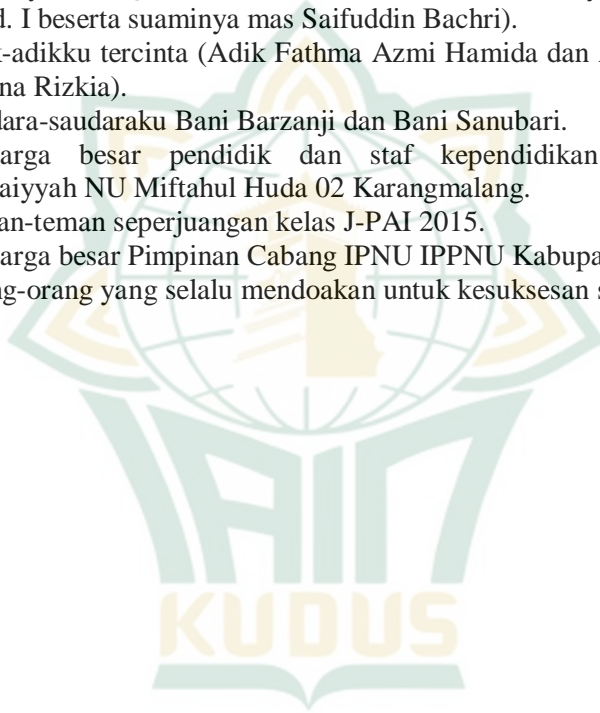 d. I beserta suaminya mas Saifuddin Bachri).
-adikku tercinta (Adik Fathma Azmi Hamida dan
na Rizkia).
dara-saudaraku Bani Barzanji dan Bani Sanubari.
arga besar pendidik dan staf kependidikan
aiyyah NU Miftahul Huda 02 Karangmalang.
an-teman seperjuangan kelas J-PAI 2015.
arga besar Pimpinan Cabang IPNU IPPNU Kabupa
ng-orang yang selalu mendoakan untuk kesuksesan s
IAIN
KUDUS